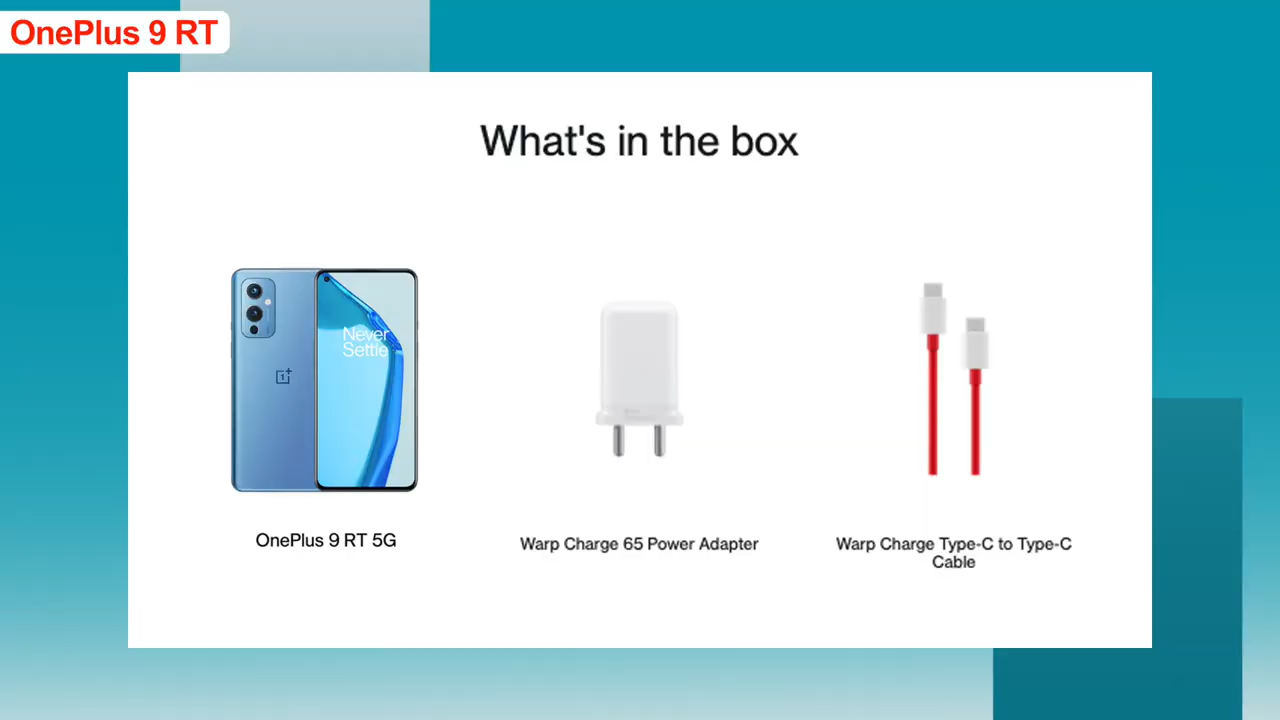 OnePlus 9 RT
What's in the box
Never
Settle
OnePlus 9 RT 5G
Warp Charge 65 Power Adapter
Warp Charge Type-C to Type-C
Cable